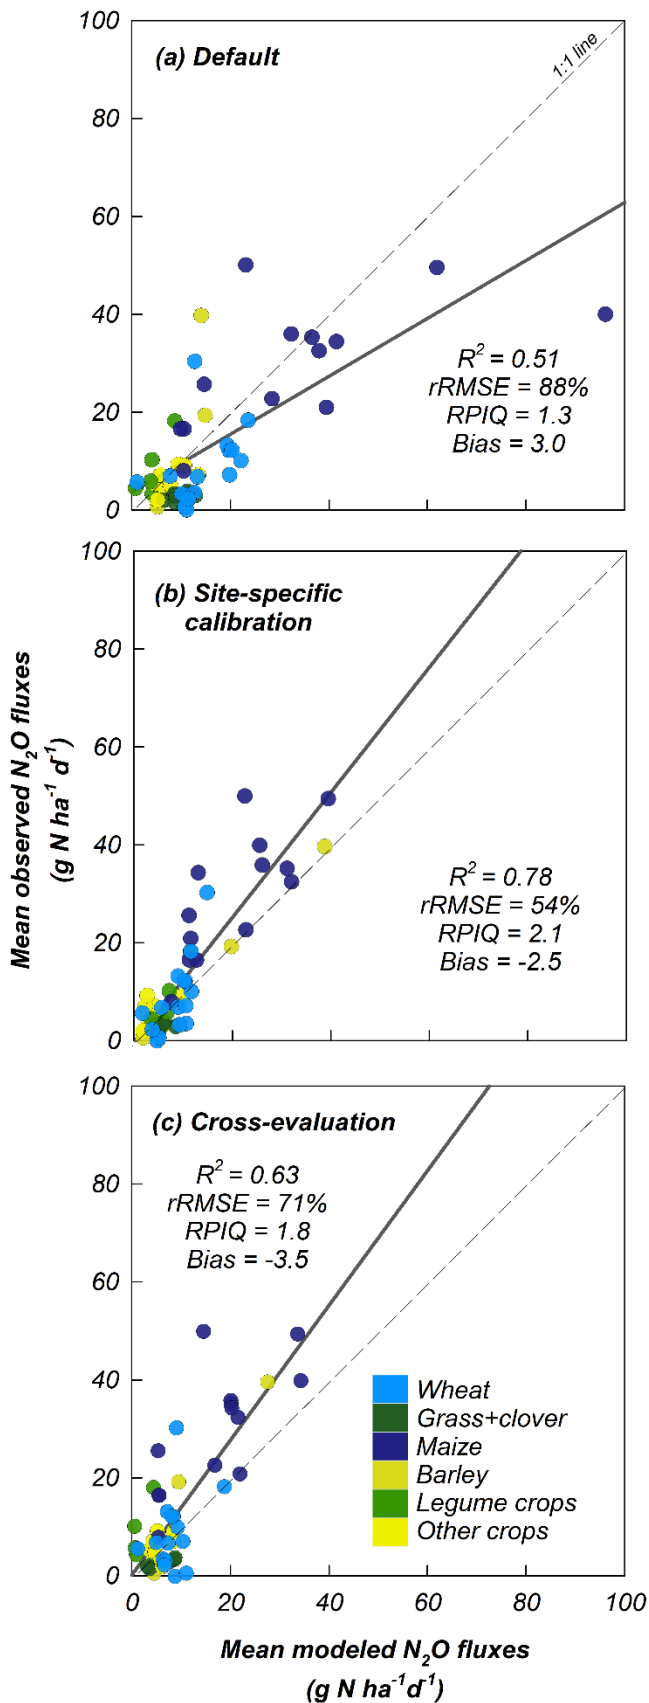 100
(a) Default
1:1 line
80
60
40
R² = 0.51
rRMSE = 88%
20
RPIQ = 1.3
Bias = 3.0
0
100
(b) Site-specific
calibration
80
60
40
R² = 0.78
rRMSE = 54%
20
RPIQ = 2.1
Bias = -2.5
0
Mean observed N₂O fluxes
(g N ha⁻¹ d⁻¹)
100
(c) Cross-evaluation
R² = 0.63
80
rRMSE = 71%
RPIQ = 1.8
Bias = -3.5
60
40
Wheat
Grass+clover
Maize
20
Barley
Legume crops
Other crops
0
0 20 40 60 80 100
Mean modeled N₂O fluxes
(g N ha⁻¹d⁻¹)